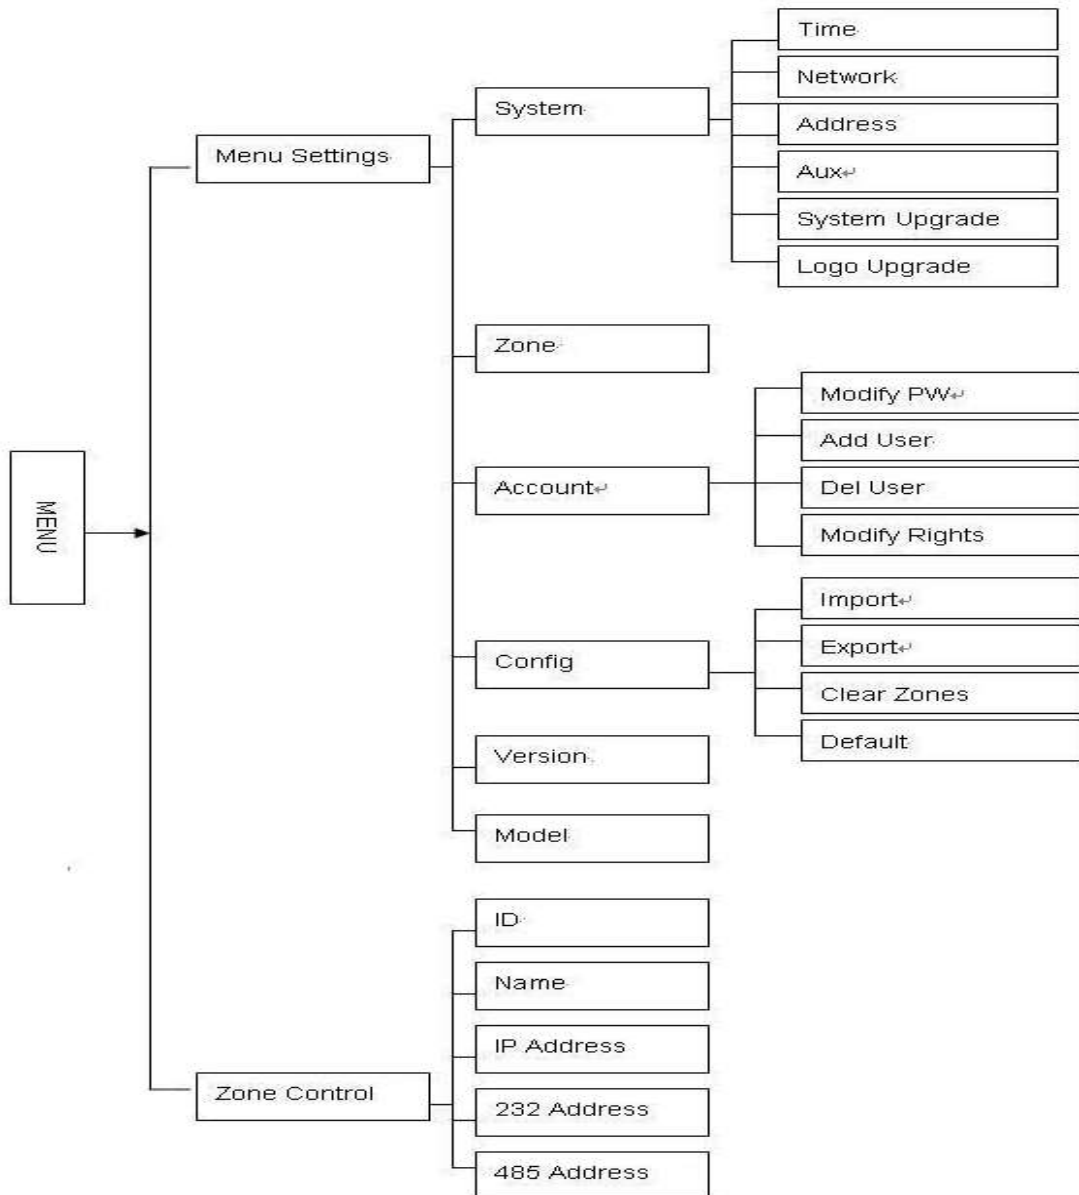 MENU
Menu Settings
System
Time
Network
Address
Aux
System Upgrade
Logo Upgrade
Zone
Account
Modify PW
Add User
Del User
Modify Rights
Config
Import
Export
Clear Zones
Default
Version
Model
Zone Control
ID
Name
IP Address
232 Address
485 Address